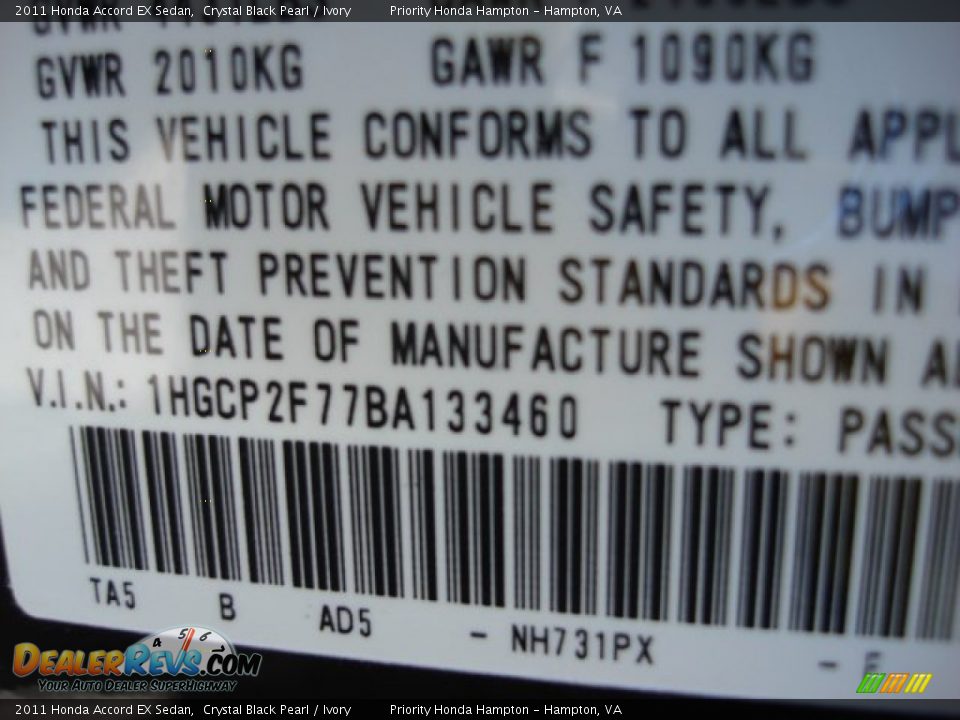 2011 Honda Accord EX Sedan, Crystal Black Pearl / Ivory Priority Honda Hampton - Hampton, VA
GVWR 2010KG GAWR F 1090KG
THIS VEHICLE CONFORMS TO ALL APPL
FEDERAL MOTOR VEHICLE SAFETY, BUMP
AND THEFT PREVENTION STANDARDS IN
ON THE DATE OF MANUFACTURE SHOWN A
V.I.N.: 1HGCP2F77BA133460 TYPE: PASS
TA5 B AD5 - NH731PX -
4 5 6
DEALERREVS.COM
YOUR AUTO DEALER SUPERHIGHWAY
2011 Honda Accord EX Sedan, Crystal Black Pearl / Ivory Priority Honda Hampton - Hampton, VA